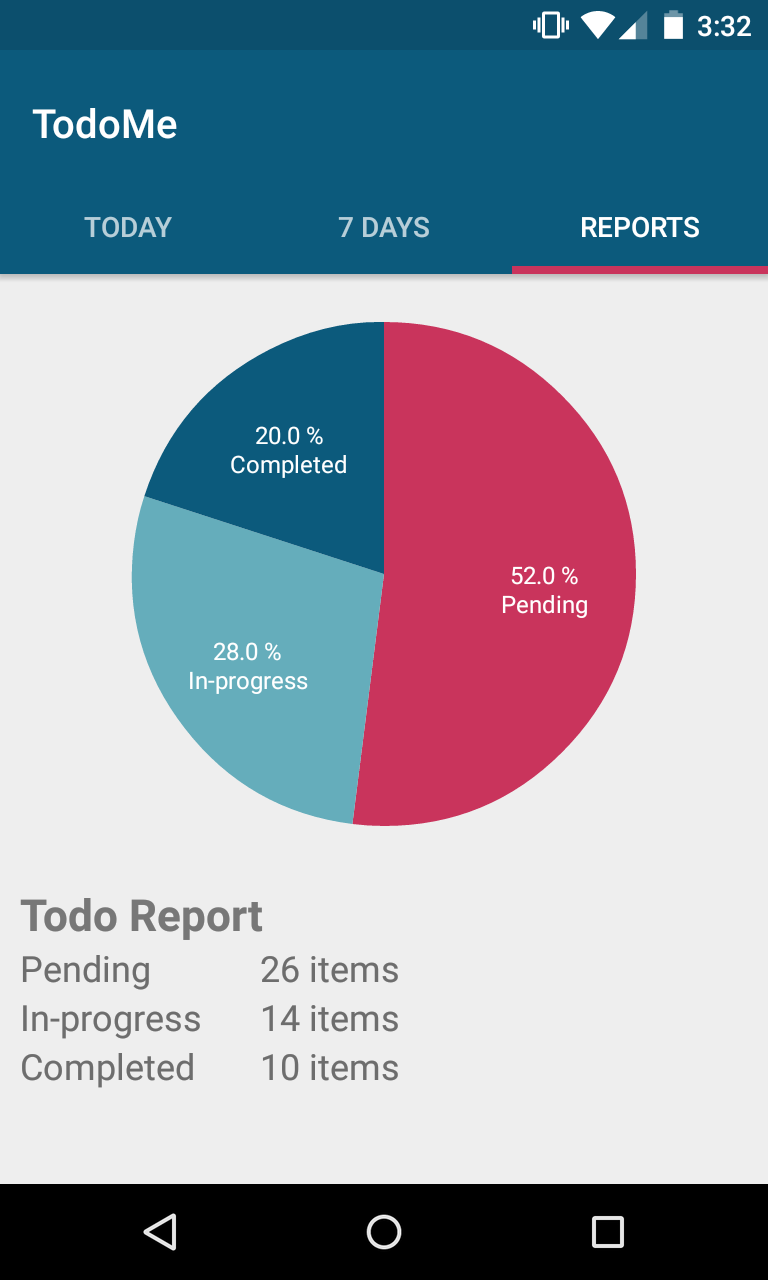 3:32
TodoMe
TODAY 7 DAYS REPORTS
20.0 %
Completed
52.0 %
Pending
28.0 %
In-progress
Todo Report
Pending 26 items
In-progress 14 items
Completed 10 items